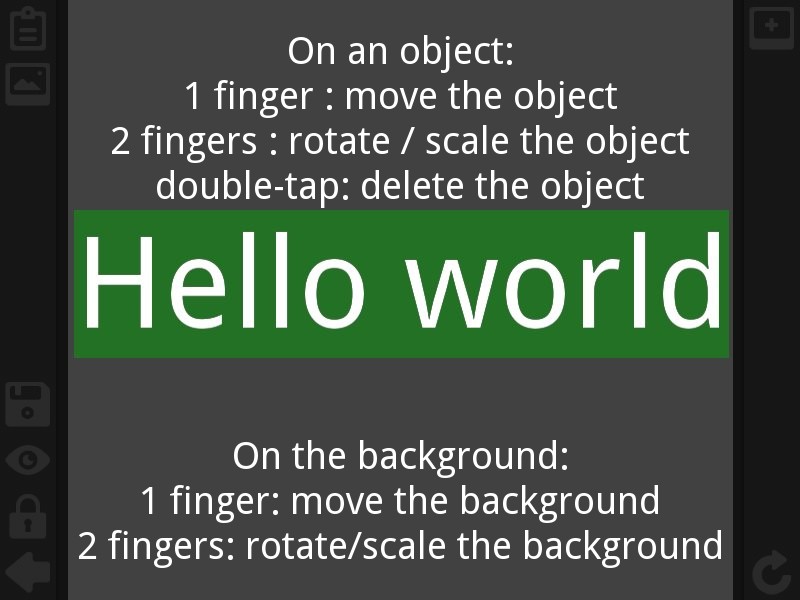 On an object:
1 finger : move the object
2 fingers : rotate / scale the object
double-tap: delete the object
Hello world
On the background:
1 finger: move the background
2 fingers: rotate/scale the background